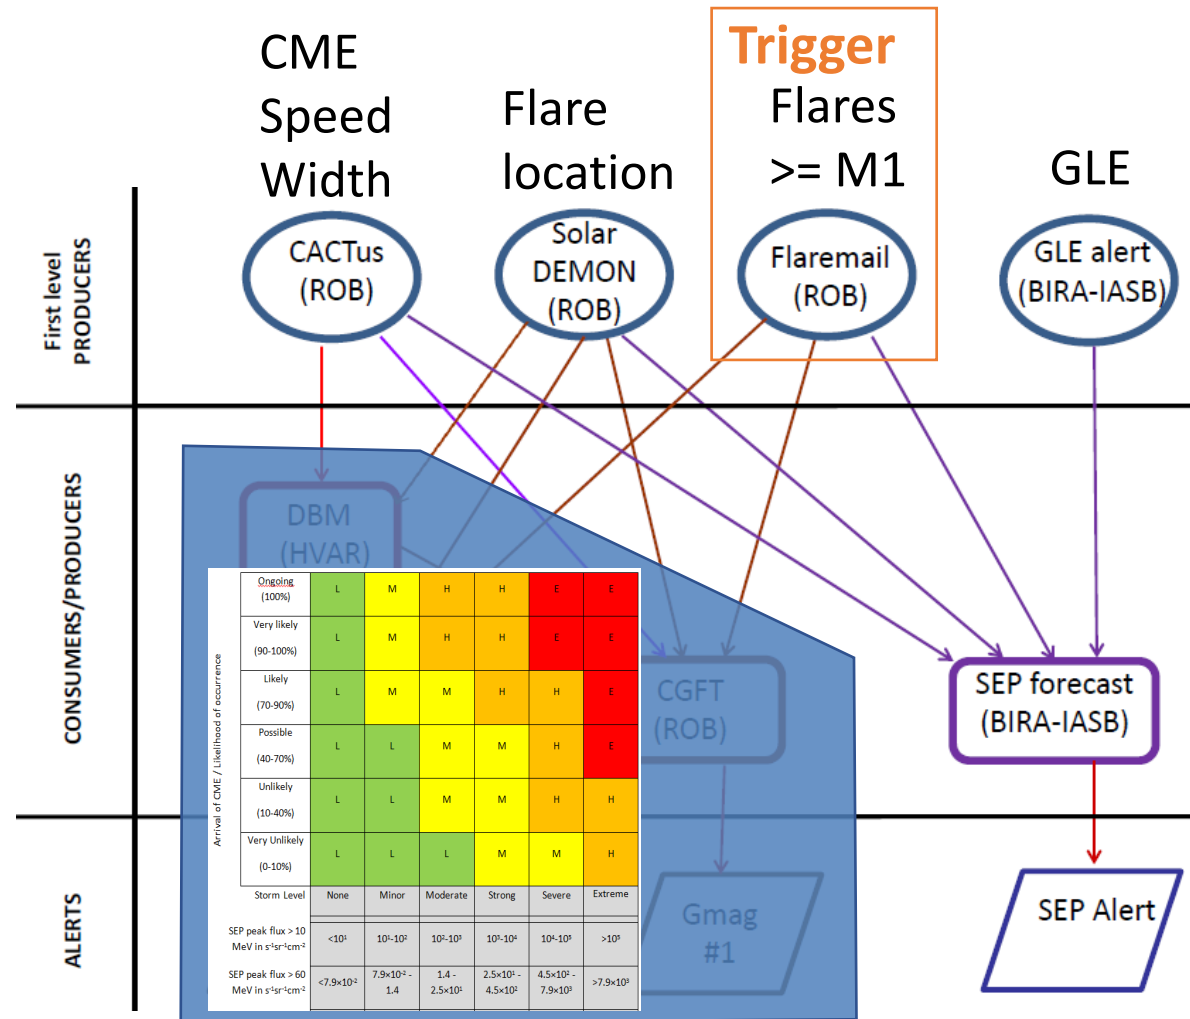 CME
Speed
Width
Flare
location
Trigger
Flares
>= M1
GLE
First level
PRODUCERS
CACTus
(ROB)
Solar
DEMON
(ROB)
Flaremail
(ROB)
GLE alert
(BIRA-IASB)
CONSUMERS/PRODUCERS
DBM
(HVAR)
CGFT
(ROB)
SEP forecast
(BIRA-IASB)
Arrival of CME / Likelihood of occurrence
Ongoing
(100%)
L M H H E E
Very likely
(90-100%)
L M H H E E
Likely
(70-90%)
L M M H H E
Possible
(40-70%)
L L M M H E
Unlikely
(10-40%)
L L M M H H
Very Unlikely
(0-10%)
L L L M M H
Storm Level None Minor Moderate Strong Severe Extreme
SEP peak flux > 10
MeV in s⁻¹sr⁻¹cm⁻²
<10¹ 10¹-10² 10²-10³ 10³-10⁴ 10⁴-10⁵ >10⁵
SEP peak flux > 60
MeV in s⁻¹sr⁻¹cm⁻²
<7.9×10⁻² 7.9×10⁻² - 1.4 1.4 - 2.5×10¹ 2.5×10¹ - 4.5×10² 4.5×10² - 7.9×10³ >7.9×10³
ALERTS
Gmag
#1
SEP Alert